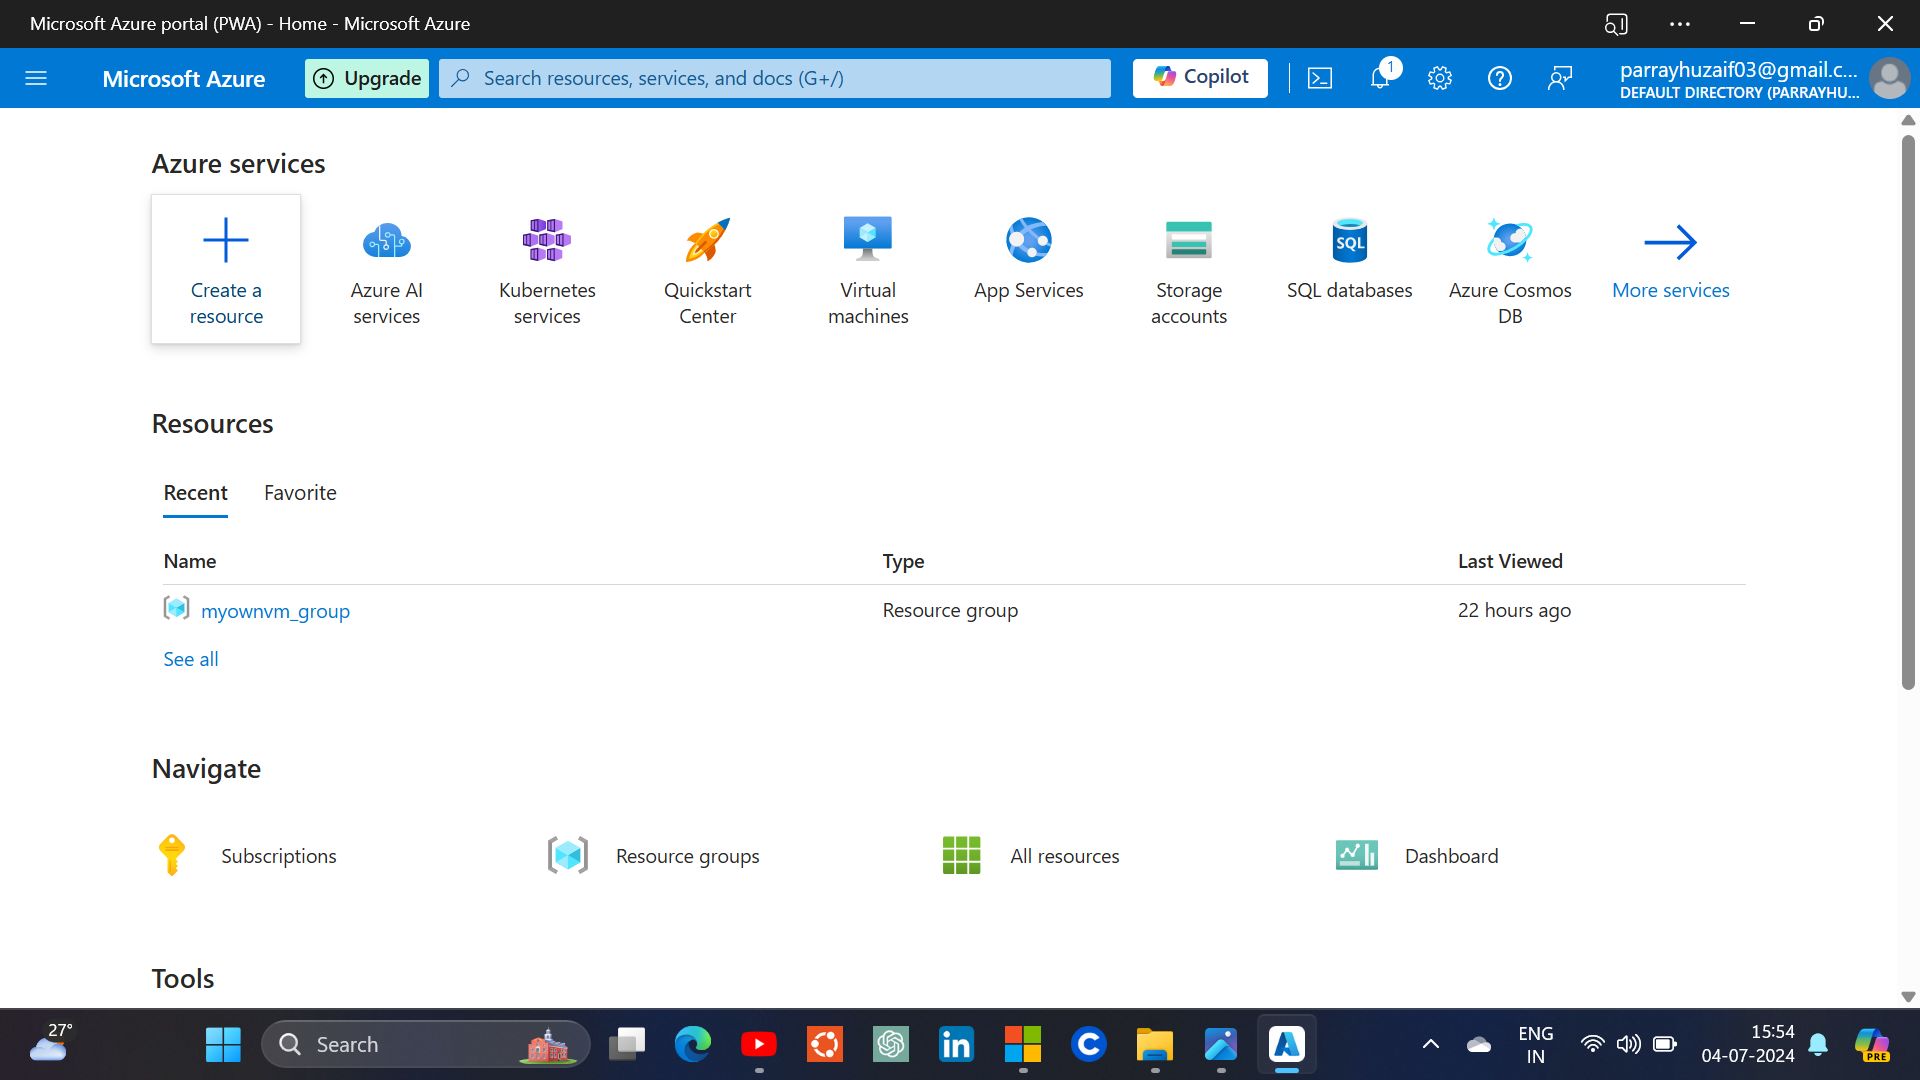 Microsoft Azure portal (PWA) - Home - Microsoft Azure
Microsoft Azure
Upgrade
Search resources, services, and docs (G+/)
Copilot
1
parrayhuzaif03@gmail.c...
DEFAULT DIRECTORY (PARRAYHU...
Azure services
Create a
resource
Azure AI
services
Kubernetes
services
Quickstart
Center
Virtual
machines
App Services
Storage
accounts
SQL
SQL databases
Azure Cosmos
DB
More services
Resources
Recent
Favorite
Name
Type
Last Viewed
myownvm_group
Resource group
22 hours ago
See all
Navigate
Subscriptions
Resource groups
All resources
Dashboard
Tools
27°
Search
in
C
A
ENG
IN
15:54
04-07-2024
PRE